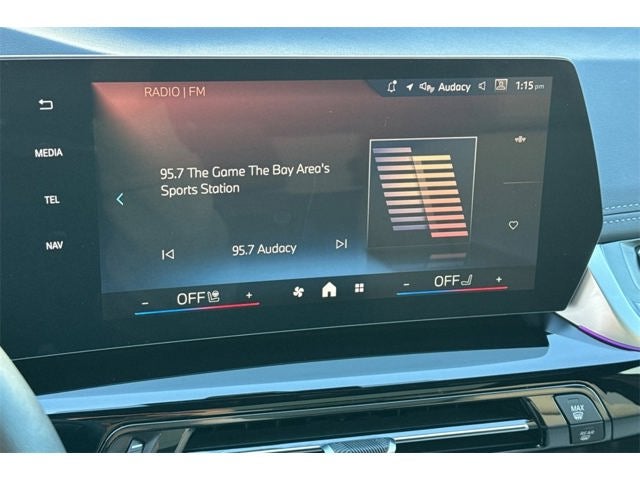 RADIO | FM
Audacy
1:15 pm
MEDIA
TEL
NAV
95.7 The Game The Bay Area's
Sports Station
95.7 Audacy
- OFF +
- OFF +
MAX
REAR